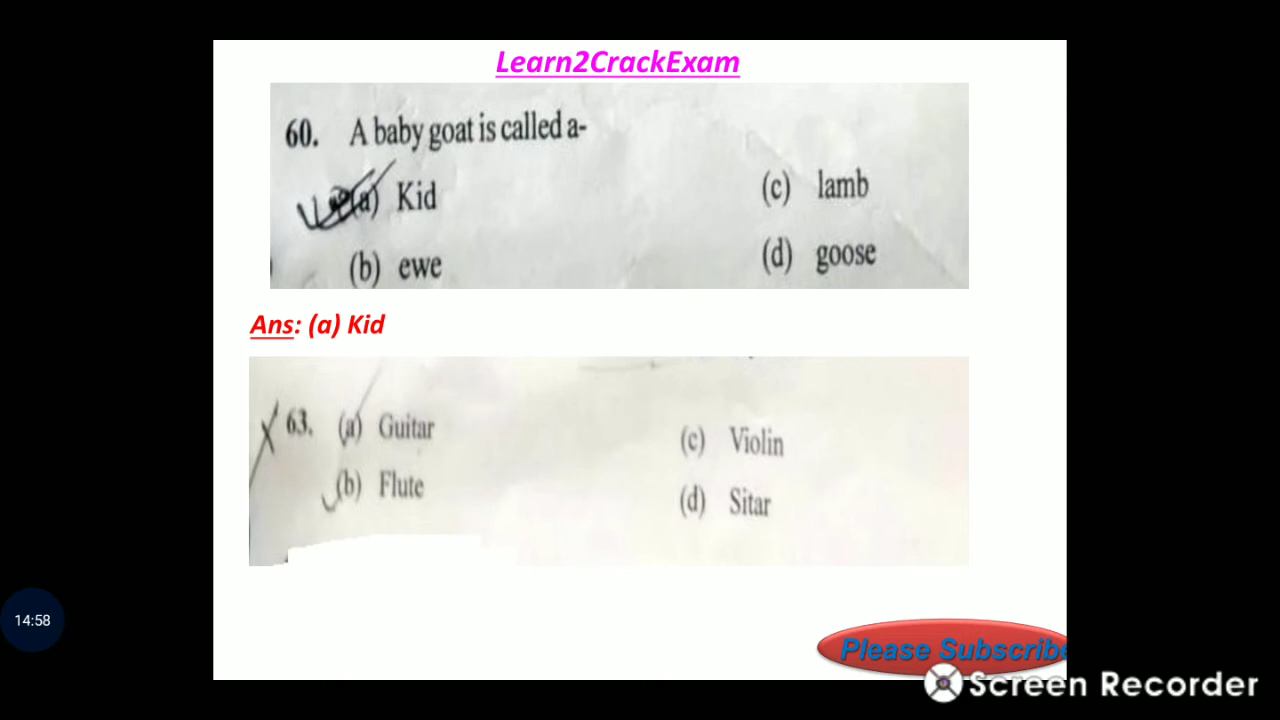 Learn2CrackExam
60. A baby goat is called a-
(a) Kid
(c) lamb
(b) ewe
(d) goose
Ans: (a) Kid
63. (a) Guitar
(c) Violin
(b) Flute
(d) Sitar
14:58
Please Subscribe
Screen Recorder